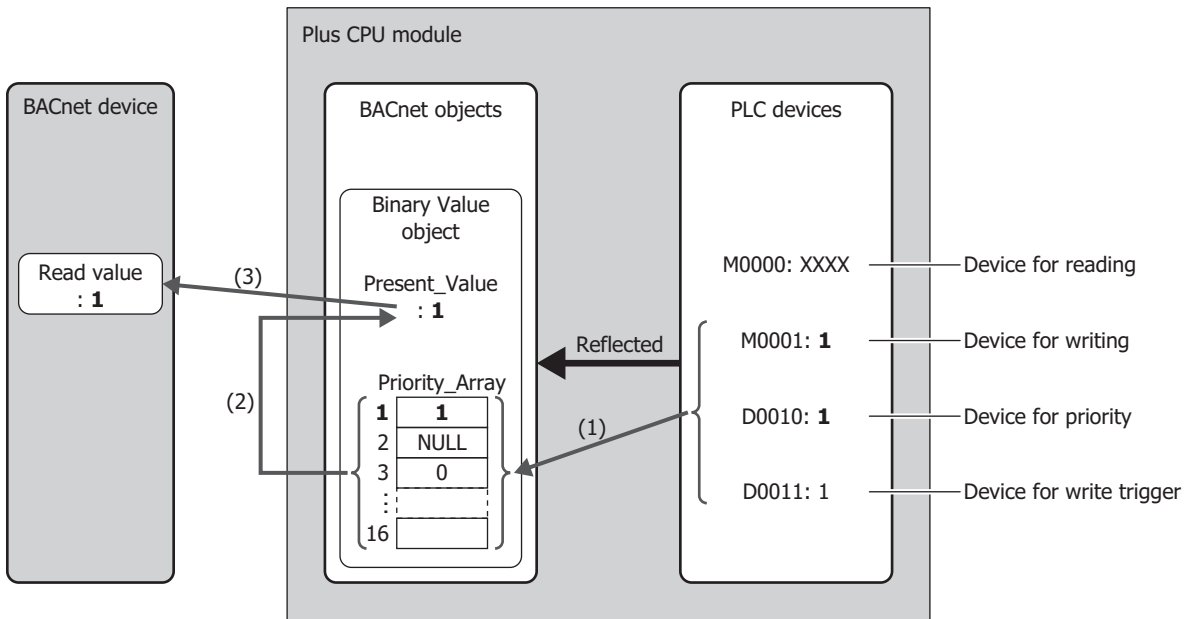 Plus CPU module
BACnet device
BACnet objects
PLC devices
Binary Value
object
Read value
: 1
(3)
Present_Value
: 1
M0000: XXXX
Device for reading
Reflected
M0001: 1
Device for writing
(2)
Priority_Array
1 1
(1)
D0010: 1
Device for priority
2 NULL
3 0
D0011: 1
Device for write trigger
16